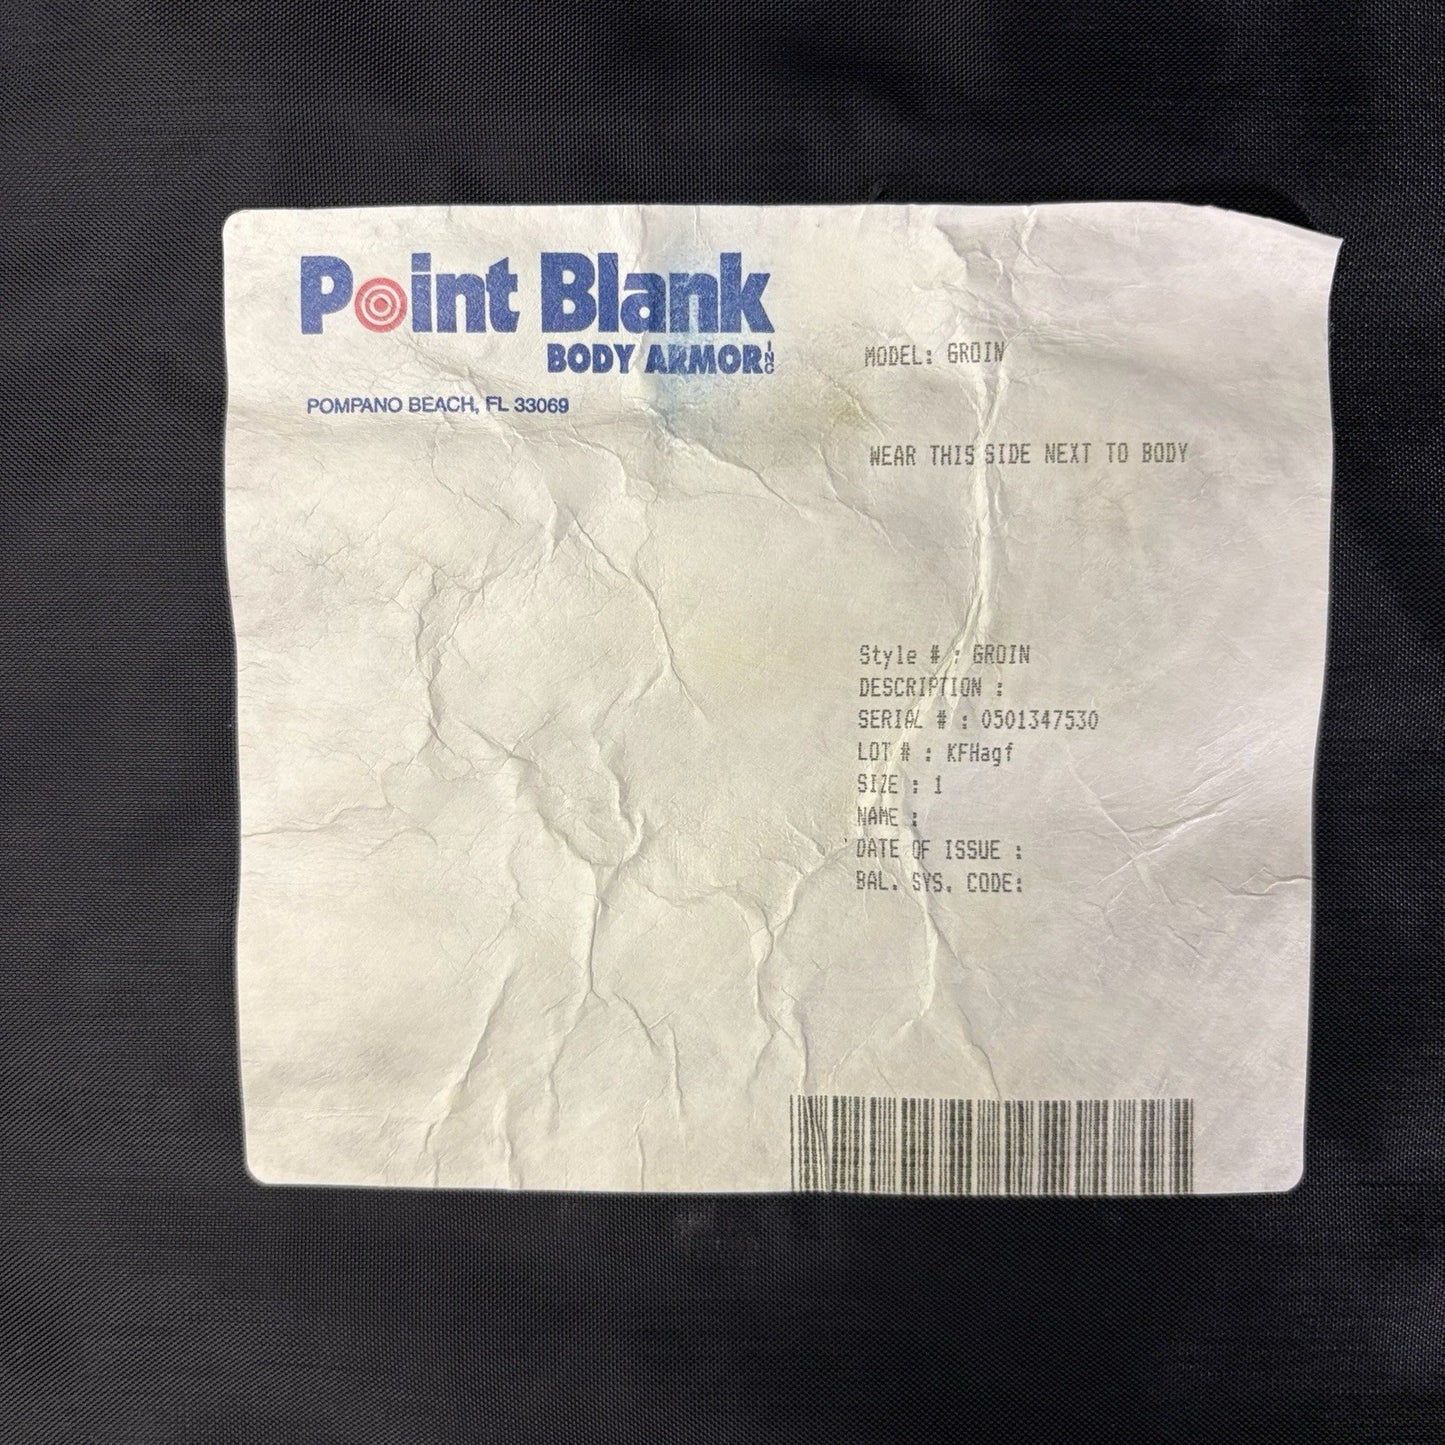 Point Blank
BODY ARMOR INC
POMPANO BEACH, FL 33069
MODEL: GROIN
WEAR THIS SIDE NEXT TO BODY
Style # : GROIN
DESCRIPTION :
SERIAL # : 0501347530
LOT # : KFHagf
SIZE : 1
NAME :
DATE OF ISSUE :
BAL. SYS. CODE: